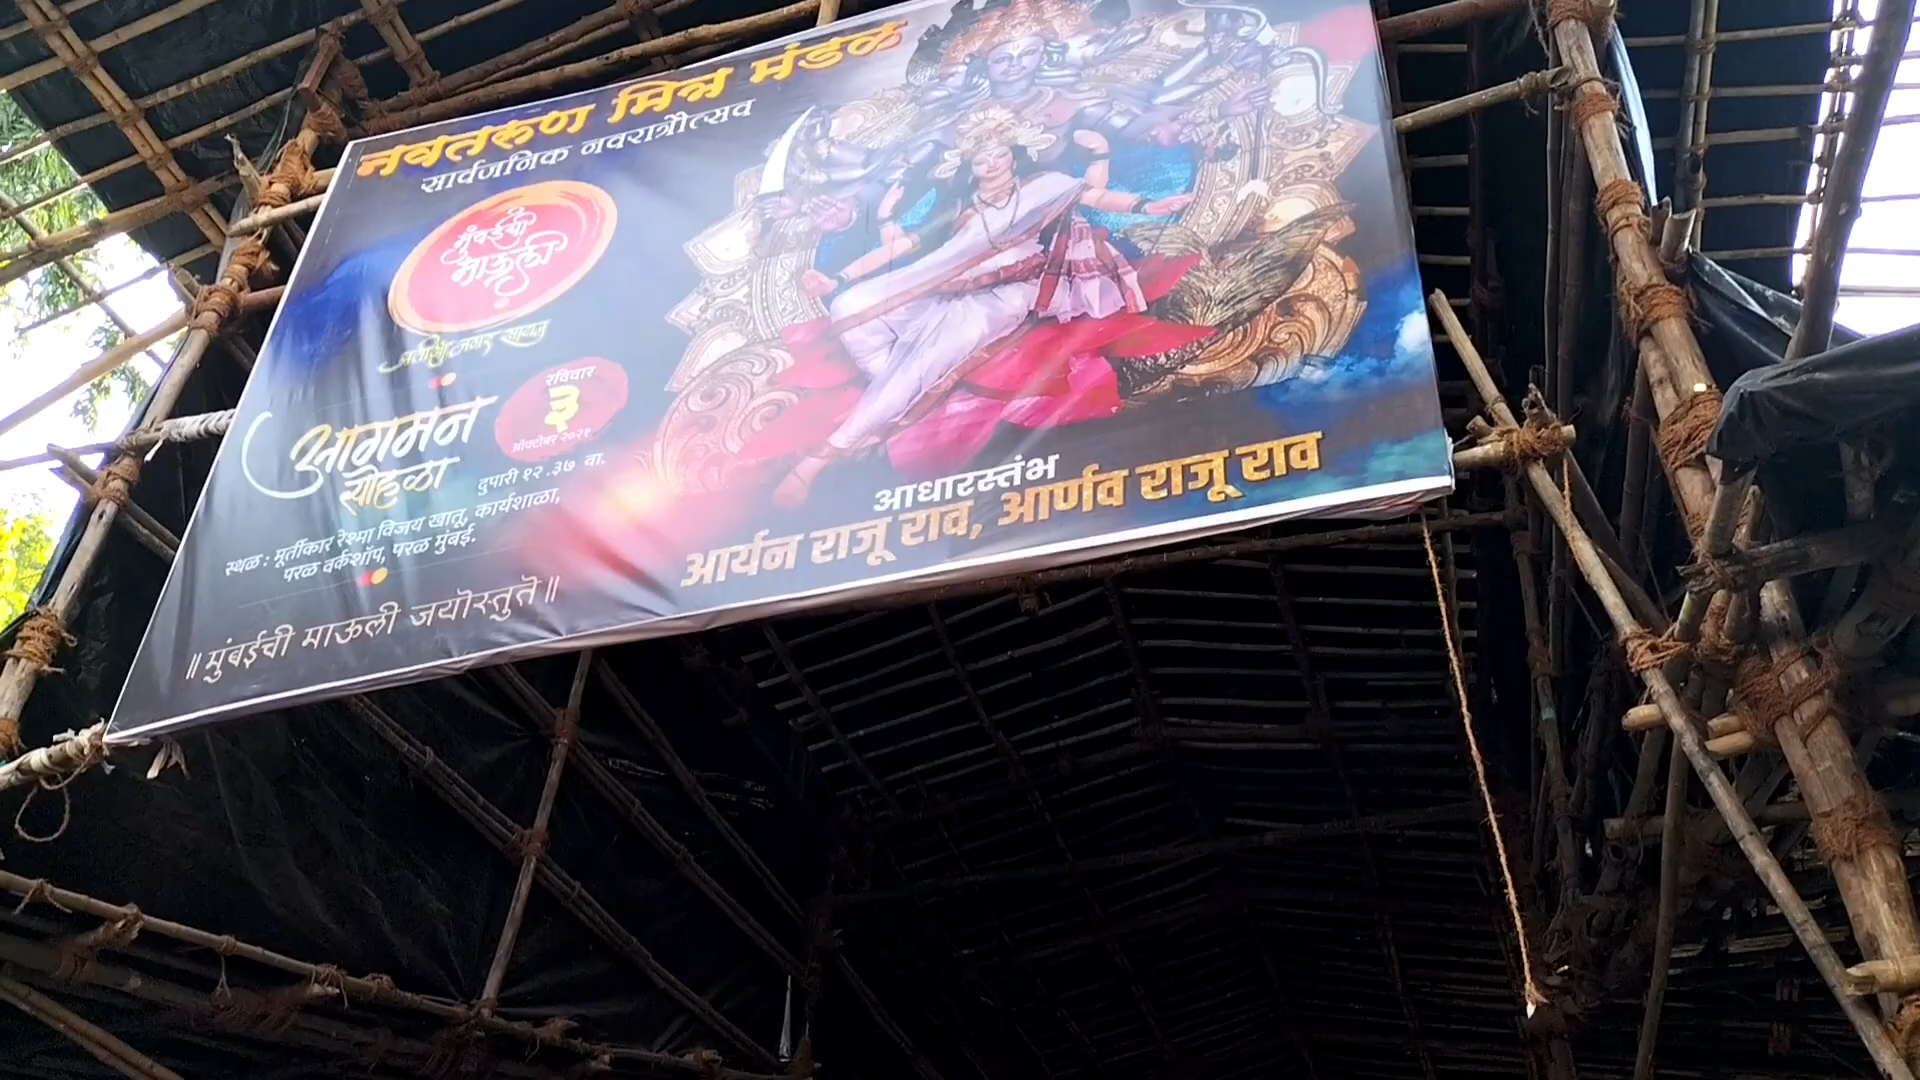 नवतरुण मित्र मंडळ
सार्वजनिक नवरात्रौत्सव
मुंबईची
माऊली
आगमन
सोहळा
रविवार
३
ऑक्टोबर २०२१
दुपारी १२.३७ वा.
स्थळ : मूर्तीकार रेश्मा विजय खातू, कार्यशाळा,
परळ वर्कशॉप, परळ मुंबई.
॥ मुंबईची माऊली जयोस्तुते ॥
आधारस्तंभ
आर्यन राजू राव, आर्णव राजू राव